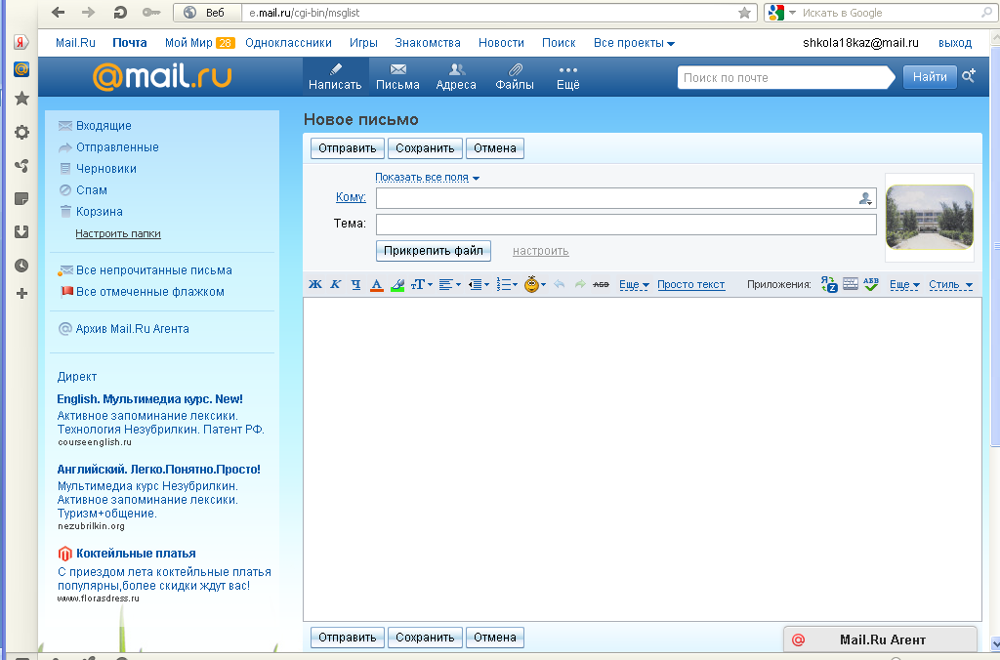 Веб
e.mail.ru/cgi-bin/msglist
Искать в Google
Mail.Ru Почта Мой Мир 28 Одноклассники Игры Знакомства Новости Поиск Все проекты shkola18kaz@mail.ru выход
@mail.ru
Написать Письма Адреса Файлы Ещё
Поиск по почте Найти
Входящие
Отправленные
Черновики
Спам
Корзина
Настроить папки
Все непрочитанные письма
Все отмеченные флажком
Архив Mail.Ru Агента
Директ
English. Мультимедиа курс. New!
Активное запоминание лексики.
Технология Незубрилкин. Патент РФ.
courseenglish.ru
Английский. Легко.Понятно.Просто!
Мультимедиа курс Незубрилкин.
Активное запоминание лексики.
Туризм+общение.
nezubrilkin.org
Коктейльные платья
С приездом лета коктейльные платья
популярны,более скидки ждут вас!
www.florasdress.ru
Новое письмо
Отправить Сохранить Отмена
Показать все поля
Кому:
Тема:
Прикрепить файл настроить
Ж К Ч А тТ АБВ Еще Просто текст Приложения: АБВ Еще Стиль
Отправить Сохранить Отмена
@ Mail.Ru Агент